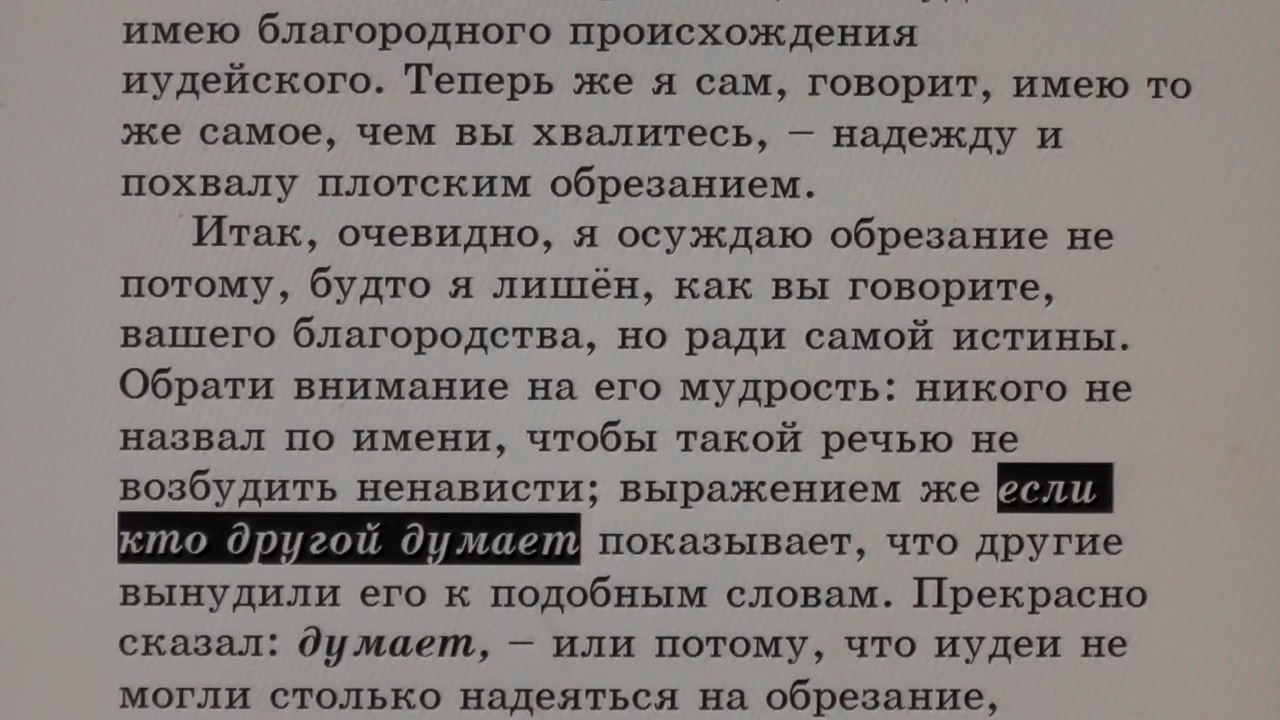 имею благородного происхождения
иудейского. Теперь же я сам, говорит, имею то
же самое, чем вы хвалитесь, – надежду и
похвалу плотским обрезанием.
Итак, очевидно, я осуждаю обрезание не
потому, будто я лишён, как вы говорите,
вашего благородства, но ради самой истины.
Обрати внимание на его мудрость: никого не
назвал по имени, чтобы такой речью не
возбудить ненависти; выражением же если
кто другой думает показывает, что другие
вынудили его к подобным словам. Прекрасно
сказал: думает, – или потому, что иудеи не
могли столько надеяться на обрезание,